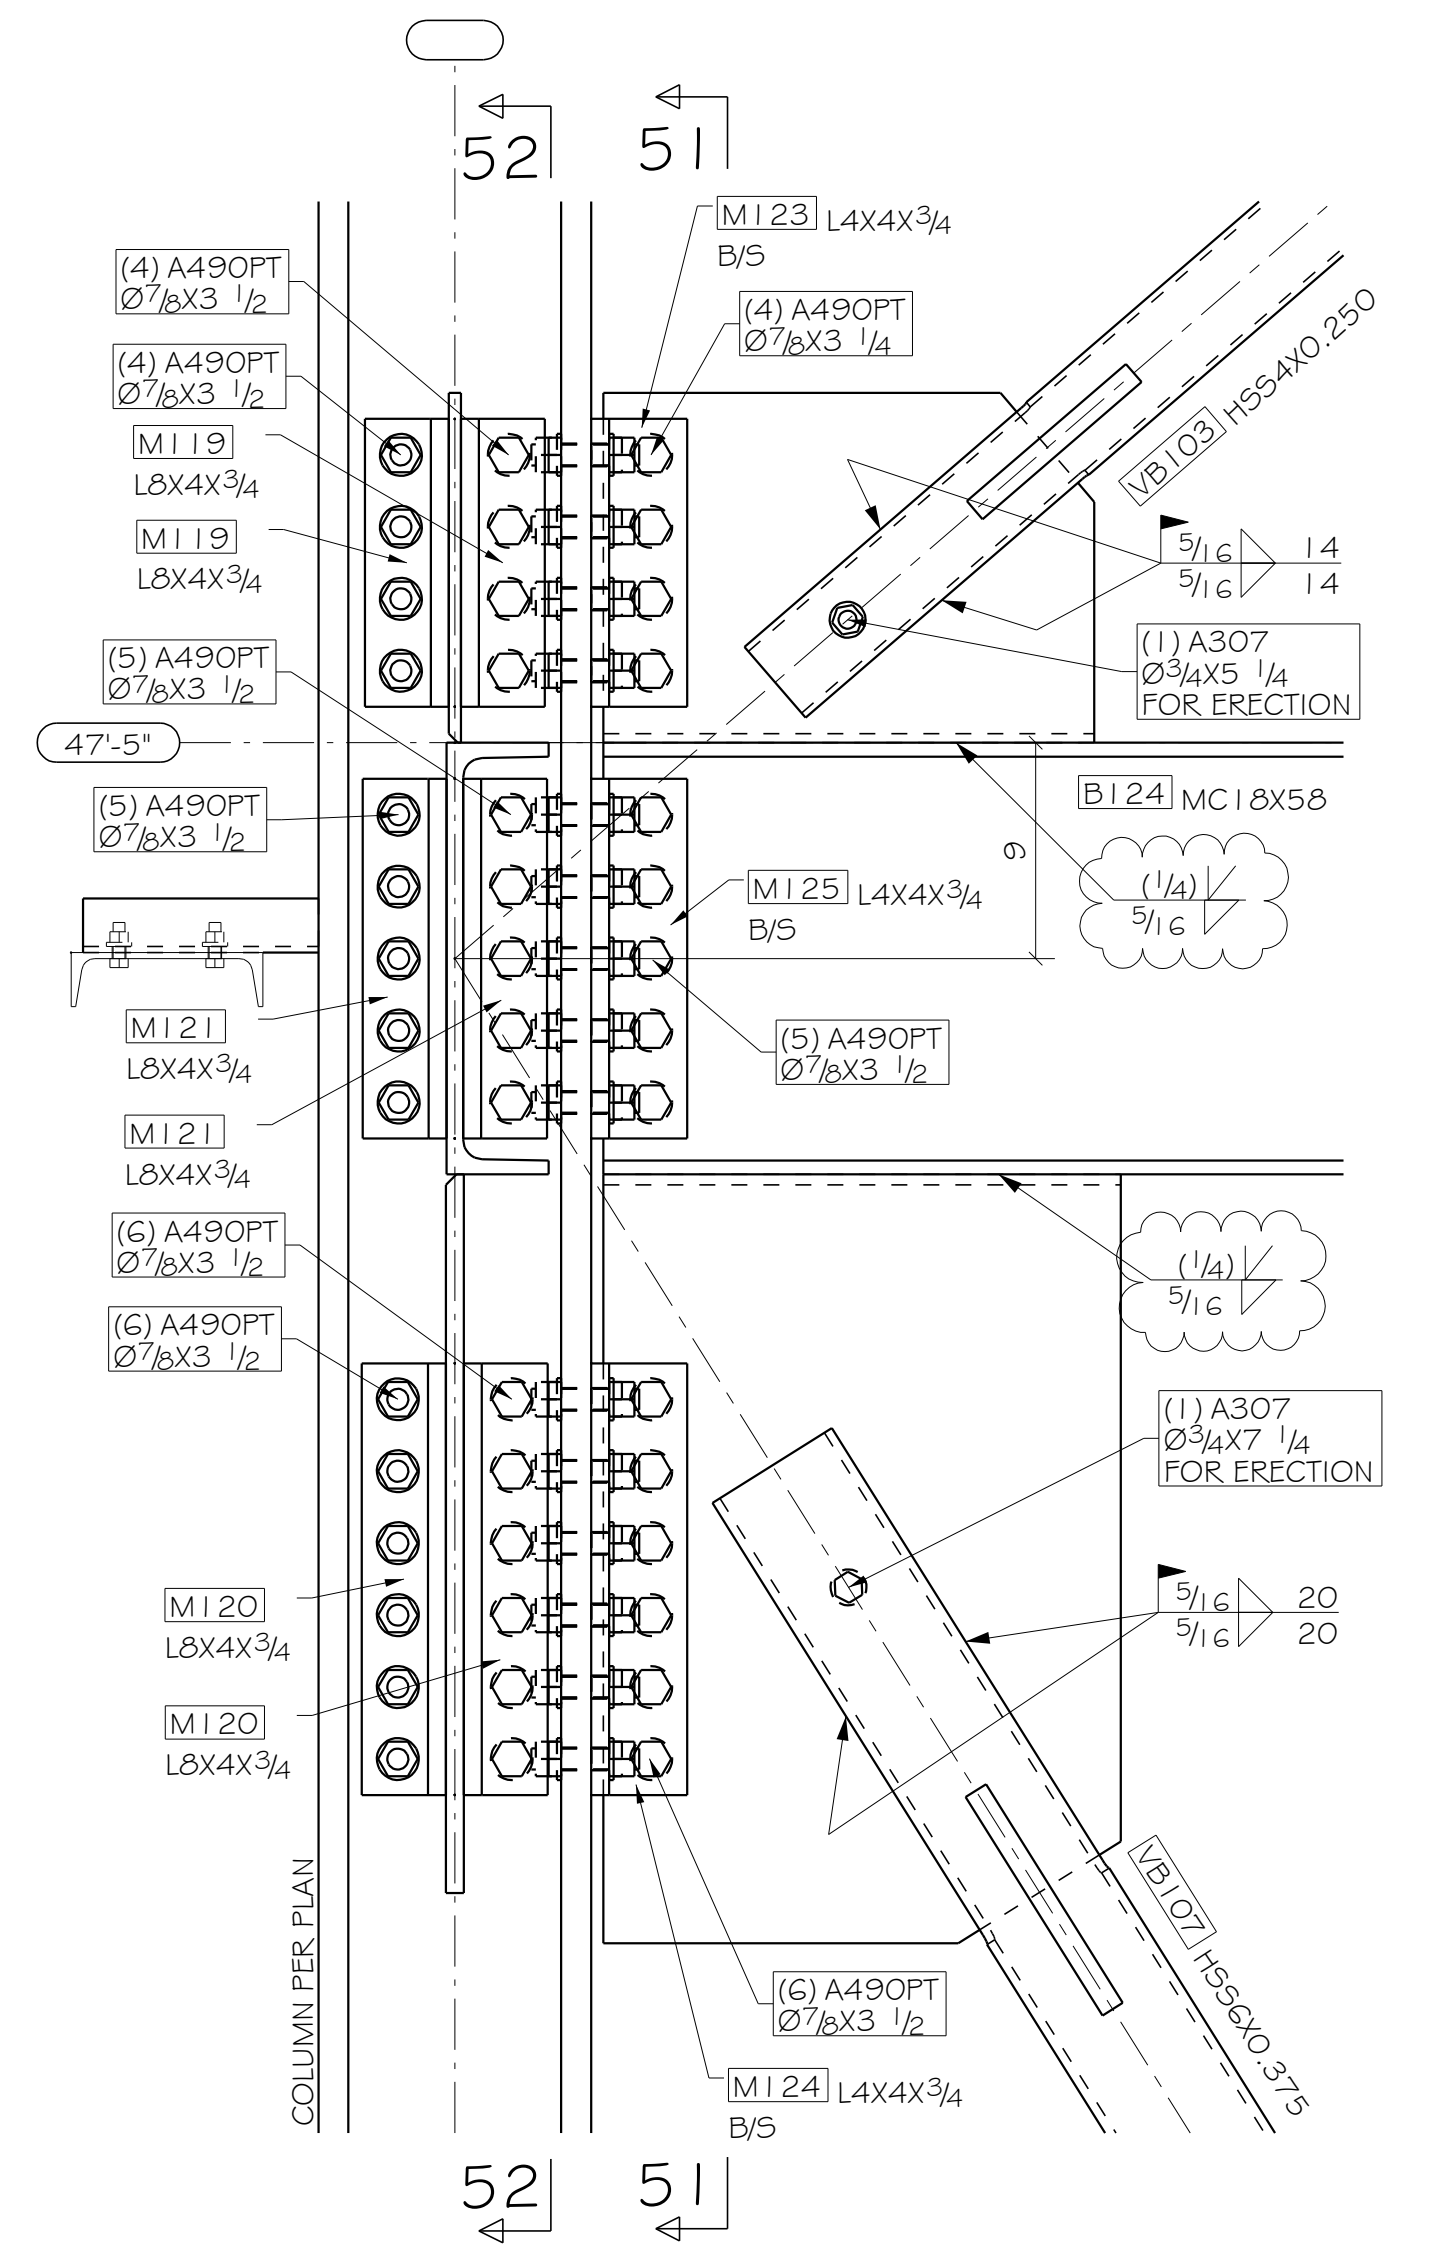 52
51
M123 L4X4X3/4
B/S
(4) A490PT
Ø7/8X3 1/2
(4) A490PT
Ø7/8X3 1/4
(4) A490PT
Ø7/8X3 1/2
M119
L8X4X3/4
M119
L8X4X3/4
VB103 HSS4X0.250
5/16 14
5/16 14
(1) A307
Ø3/4X5 1/4
FOR ERECTION
(5) A490PT
Ø7/8X3 1/2
47'-5"
(5) A490PT
Ø7/8X3 1/2
B124 MC18X58
(1/4)
5/16
9
M125 L4X4X3/4
B/S
M121
L8X4X3/4
(5) A490PT
Ø7/8X3 1/2
M121
L8X4X3/4
(6) A490PT
Ø7/8X3 1/2
(1/4)
5/16
(6) A490PT
Ø7/8X3 1/2
(1) A307
Ø3/4X7 1/4
FOR ERECTION
M120
L8X4X3/4
5/16 20
5/16 20
M120
L8X4X3/4
COLUMN PER PLAN
VB107 HSS6X0.375
(6) A490PT
Ø7/8X3 1/2
M124 L4X4X3/4
B/S
52
51